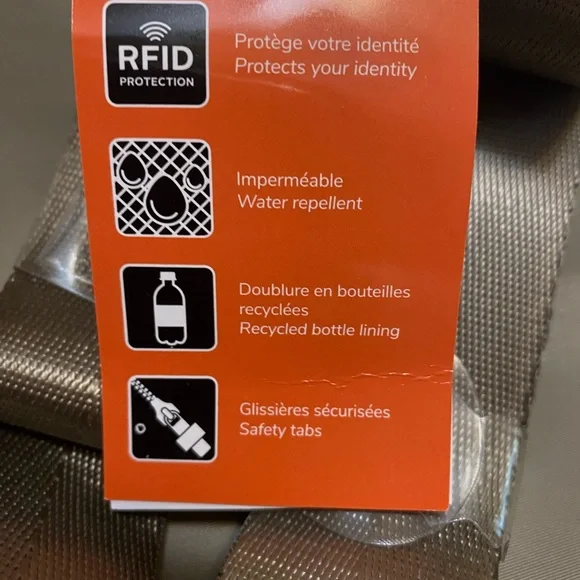 RFID
PROTECTION
Protège votre identité
Protects your identity
Imperméable
Water repellent
Doublure en bouteilles
recyclées
Recycled bottle lining
Glissières sécurisées
Safety tabs